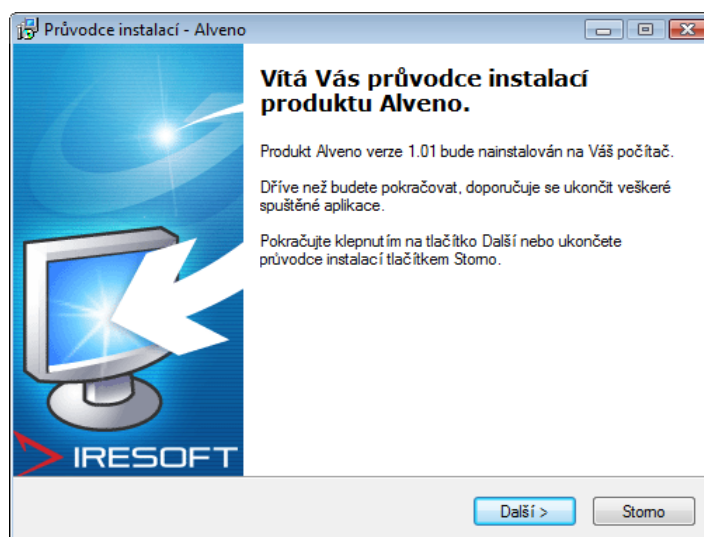 Průvodce instalací - Alveno
Vítá Vás průvodce instalací
produktu Alveno.
Produkt Alveno verze 1.01 bude nainstalován na Váš počítač.
Dříve než budete pokračovat, doporučuje se ukončit veškeré
spuštěné aplikace.
Pokračujte klepnutím na tlačítko Další nebo ukončete
průvodce instalací tlačítkem Storno.
IRESOFT
Další >
Storno